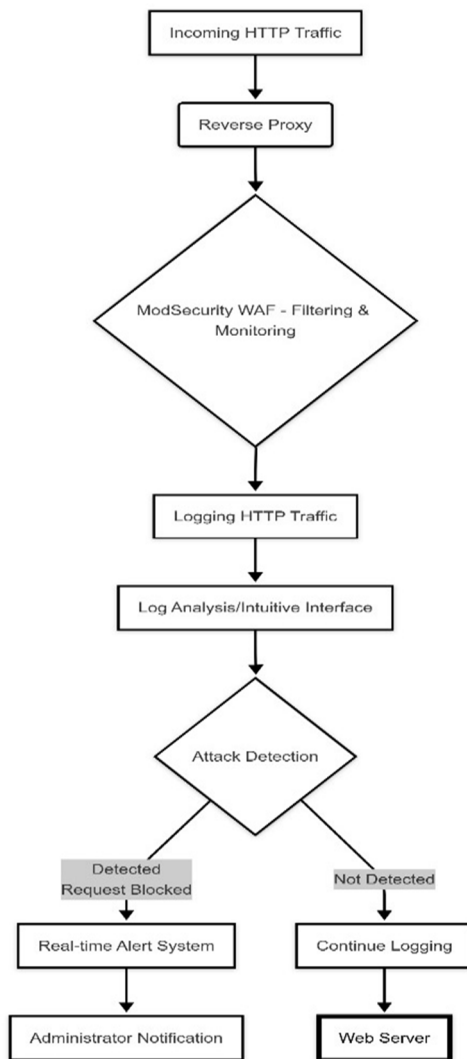 Incoming HTTP Traffic
Reverse Proxy
ModSecurity WAF - Filtering &
Monitoring
Logging HTTP Traffic
Log Analysis/Intuitive Interface
Attack Detection
Detected
Request Blocked
Not Detected
Real-time Alert System
Continue Logging
Administrator Notification
Web Server